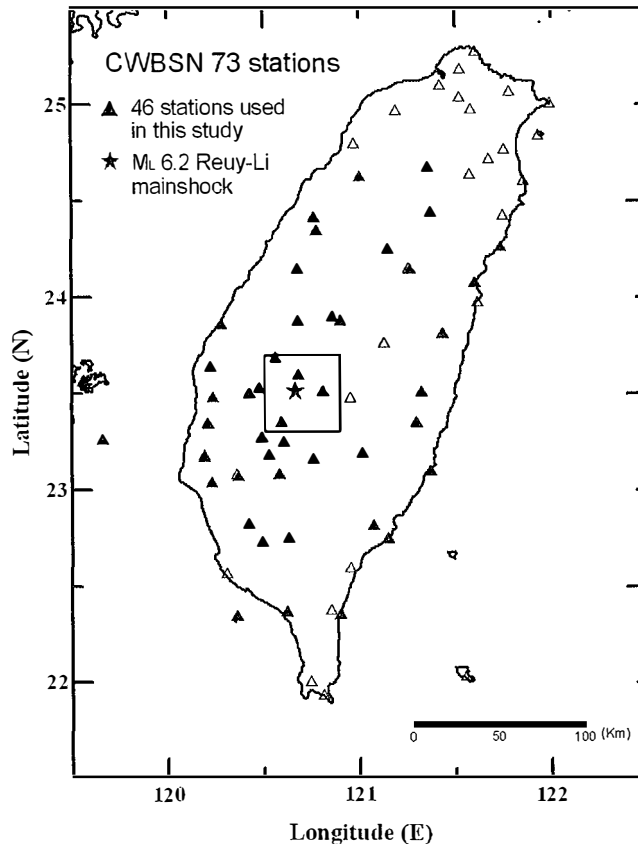 CWBSN 73 stations
46 stations used
in this study
ML 6.2 Reuy-Li
mainshock
25
24
23
22
Latitude (N)
0 50 100 (Km)
120 121 122
Longitude (E)